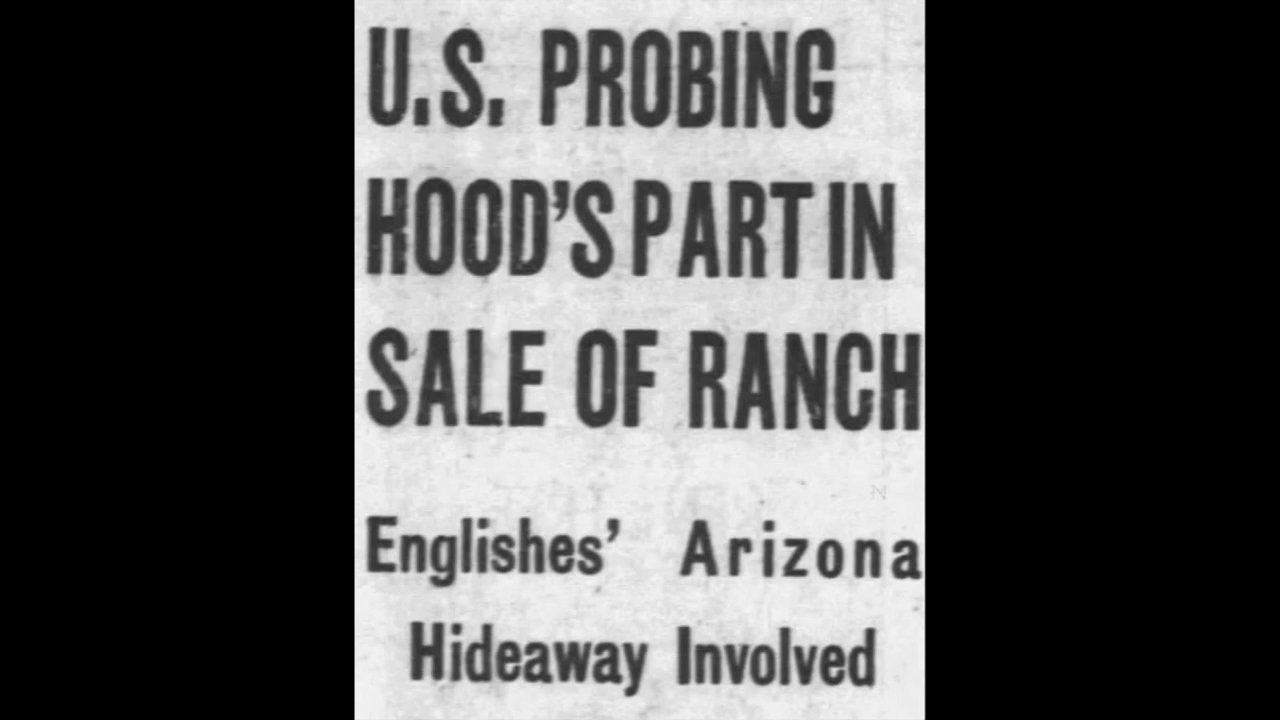 U.S. PROBING
HOOD'S PART IN
SALE OF RANCH
Englishes' Arizona
Hideaway Involved